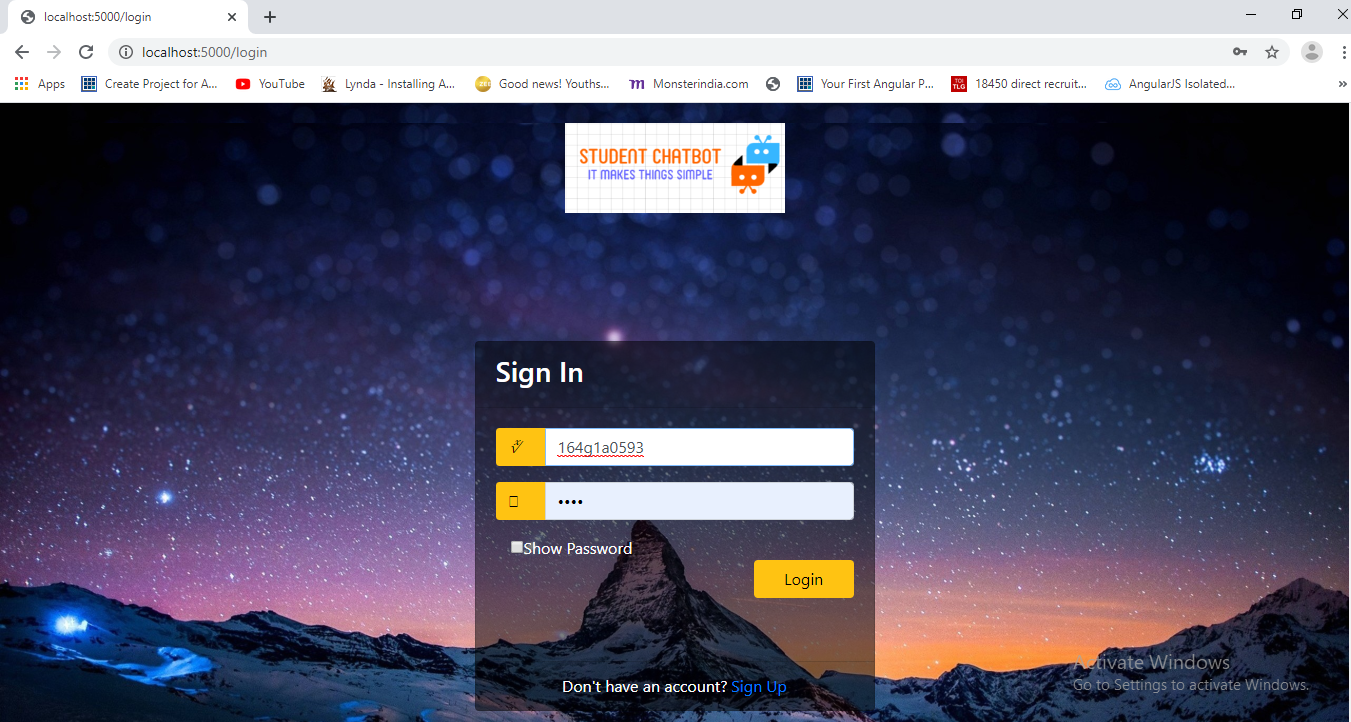 localhost:5000/login
localhost:5000/login
Apps Create Project for A... YouTube Lynda - Installing A... Good news! Youths... Monsterindia.com Your First Angular P... TOI TLG 18450 direct recruit... AngularJS Isolated... »
STUDENT CHATBOT
IT MAKES THINGS SIMPLE
Sign In
164g1a0593
••••
Show Password
Login
Activate Windows
Go to Settings to activate Windows.
Don't have an account? Sign Up